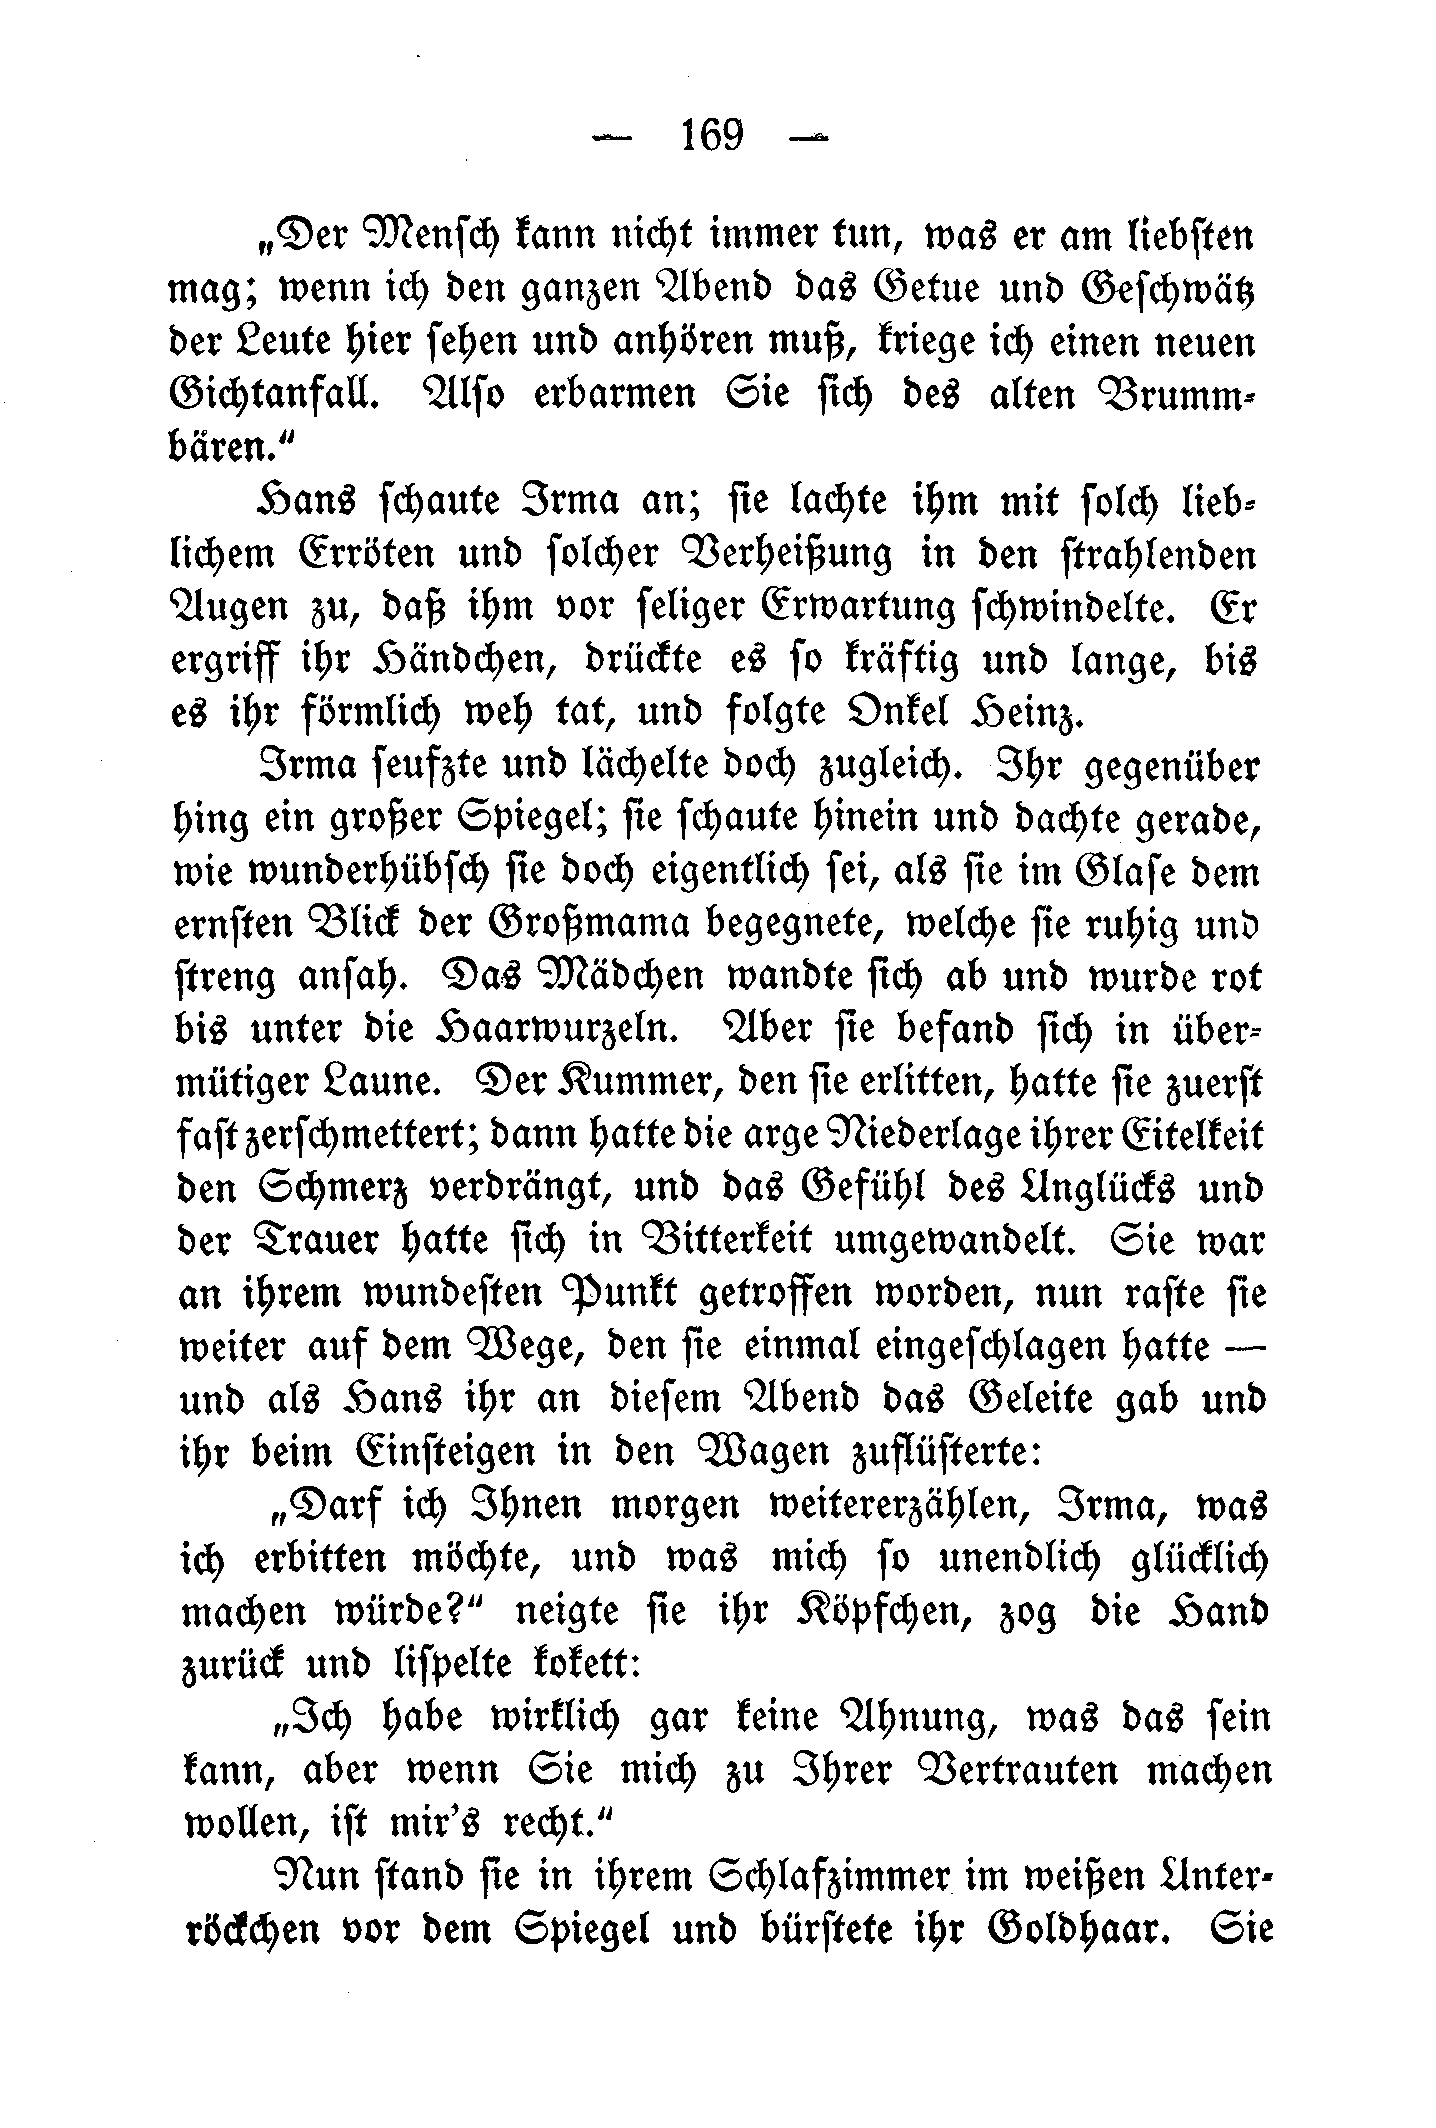 — 169 —
„Der Mensch kann nicht immer tun, was er am liebsten
mag; wenn ich den ganzen Abend das Getue und Geschwätz
der Leute hier sehen und anhören muß, kriege ich einen neuen
Gichtanfall. Also erbarmen Sie sich des alten Brumm-
bären.“
Hans schaute Irma an; sie lachte ihm mit solch lieb-
lichem Erröten und solcher Verheißung in den strahlenden
Augen zu, daß ihm vor seliger Erwartung schwindelte. Er
ergriff ihr Händchen, drückte es so kräftig und lange, bis
es ihr förmlich weh tat, und folgte Onkel Heinz.
Irma seufzte und lächelte doch zugleich. Ihr gegenüber
hing ein großer Spiegel; sie schaute hinein und dachte gerade,
wie wunderhübsch sie doch eigentlich sei, als sie im Glase dem
ernsten Blick der Großmama begegnete, welche sie ruhig und
streng ansah. Das Mädchen wandte sich ab und wurde rot
bis unter die Haarwurzeln. Aber sie befand sich in über-
mütiger Laune. Der Kummer, den sie erlitten, hatte sie zuerst
fast zerschmettert; dann hatte die arge Niederlage ihrer Eitelkeit
den Schmerz verdrängt, und das Gefühl des Unglücks und
der Trauer hatte sich in Bitterkeit umgewandelt. Sie war
an ihrem wundesten Punkt getroffen worden, nun raste sie
weiter auf dem Wege, den sie einmal eingeschlagen hatte —
und als Hans ihr an diesem Abend das Geleite gab und
ihr beim Einsteigen in den Wagen zuflüsterte:
„Darf ich Ihnen morgen weitererzählen, Irma, was
ich erbitten möchte, und was mich so unendlich glücklich
machen würde?“ neigte sie ihr Köpfchen, zog die Hand
zurück und lispelte kokett:
„Ich habe wirklich gar keine Ahnung, was das sein
kann, aber wenn Sie mich zu Ihrer Vertrauten machen
wollen, ist mir’s recht.“
Nun stand sie in ihrem Schlafzimmer im weißen Unter-
röckchen vor dem Spiegel und bürstete ihr Goldhaar. Sie